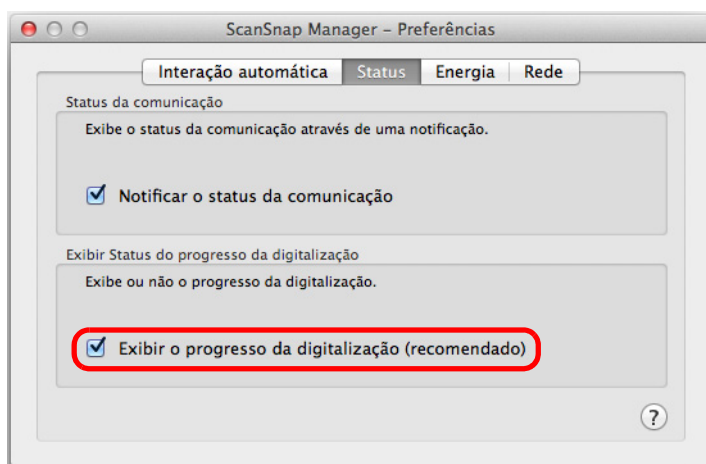 ScanSnap Manager – Preferências
Interação automática Status Energia Rede
Status da comunicação
Exibe o status da comunicação através de uma notificação.
Notificar o status da comunicação
Exibir Status do progresso da digitalização
Exibe ou não o progresso da digitalização.
Exibir o progresso da digitalização (recomendado)
?